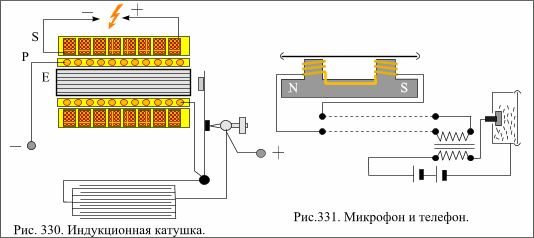 — +
S
P
E
— +
Рис. 330. Индукционная катушка.
N S
Рис.331. Микрофон и телефон.